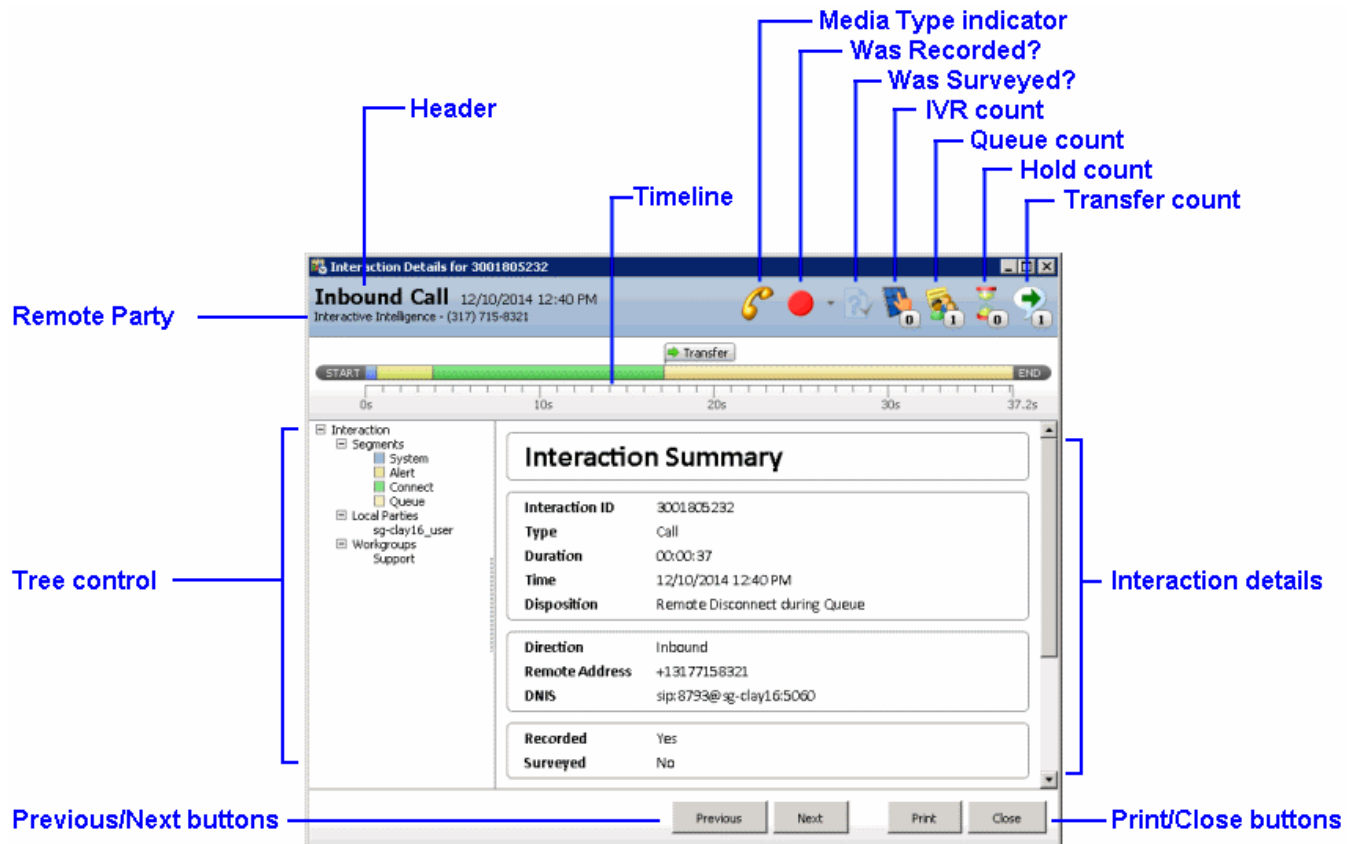 Media Type indicator
Was Recorded?
Was Surveyed?
IVR count
Queue count
Hold count
Transfer count
Header
Timeline
Remote Party
Interaction Details for 3001805232
Inbound Call 12/10/2014 12:40 PM
Interactive Intelligence - (317) 715-8321
0
1
0
1
Transfer
START
END
0s 10s 20s 30s 37.2s
Tree control
Interaction
Segments
System
Alert
Connect
Queue
Local Parties
sg-clay16_user
Workgroups
Support
Interaction Summary
Interaction ID 3001805232
Type Call
Duration 00:00:37
Time 12/10/2014 12:40 PM
Disposition Remote Disconnect during Queue
Direction Inbound
Remote Address +13177158321
DNIS sip:8793@sg-clay16:5060
Recorded Yes
Surveyed No
Interaction details
Previous/Next buttons
Previous Next Print Close
Print/Close buttons